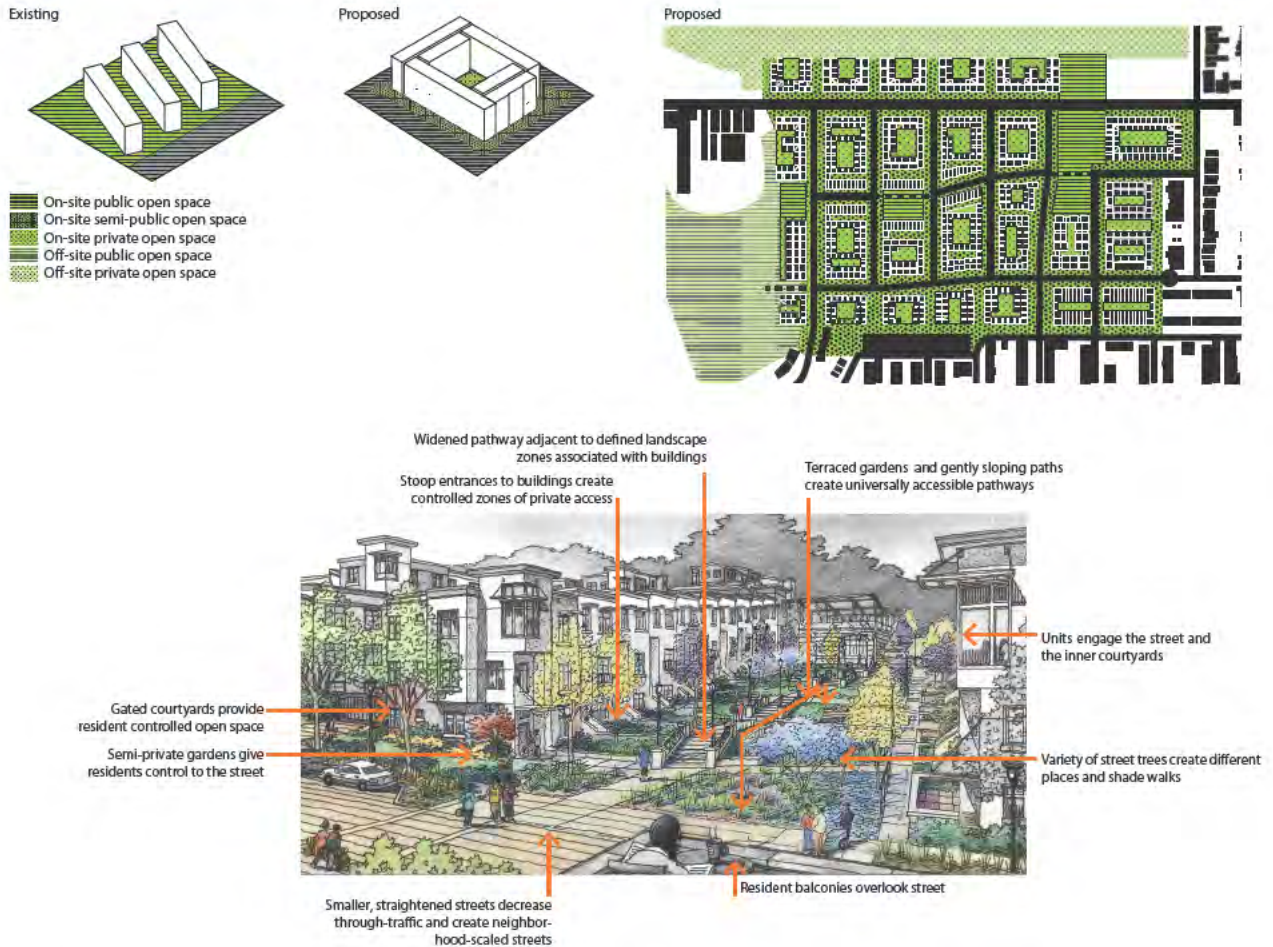 Existing
Proposed
Proposed
On-site public open space
On-site semi-public open space
On-site private open space
Off-site public open space
Off-site private open space
Widened pathway adjacent to defined landscape
zones associated with buildings
Stoop entrances to buildings create
controlled zones of private access
Terraced gardens and gently sloping paths
create universally accessible pathways
Units engage the street and
the inner courtyards
Gated courtyards provide
resident controlled open space
Semi-private gardens give
residents control to the street
Variety of street trees create different
places and shade walks
Resident balconies overlook street
Smaller, straightened streets decrease
through-traffic and create neighbor-
hood-scaled streets